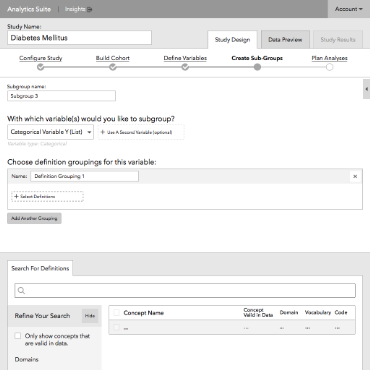 Analytics Suite
Insights
Account
Study Name:
Diabetes Mellitus
Study Design
Data Preview
Study Results
Configure Study
Build Cohort
Define Variables
Create Sub-Groups
Plan Analyses
Subgroup name:
Subgroup 3
With which variable(s) would you like to subgroup?
Categorical Variable Y (List)
+ Use A Second Variable (optional)
Variable type: Categorical
Choose definition groupings for this variable:
Name:
Definition Grouping 1
×
+ Select Definitions
Add Another Grouping
Search For Definitions
Refine Your Search
Hide
Only show concepts that
are valid in data.
Domains
Concept Name
Concept
Valid in Data
Domain
Vocabulary
Code
... ... ... ... ...